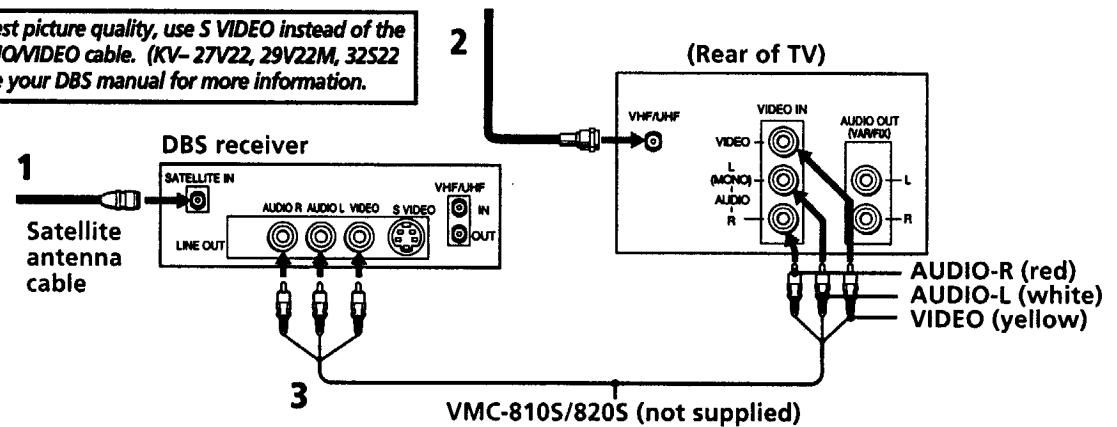 est picture quality, use S VIDEO instead of the
IO/VIDEO cable. (KV– 27V22, 29V22M, 32S22
e your DBS manual for more information.
2
(Rear of TV)
VHF/UHF
VIDEO IN
AUDIO OUT
(VAR/FIX)
VIDEO
L
(MONO)
AUDIO
R
L
R
1
DBS receiver
SATELLITE IN
VHF/UHF
AUDIO R AUDIO L VIDEO S VIDEO
IN
OUT
LINE OUT
Satellite
antenna
cable
AUDIO-R (red)
AUDIO-L (white)
VIDEO (yellow)
3
VMC-810S/820S (not supplied)